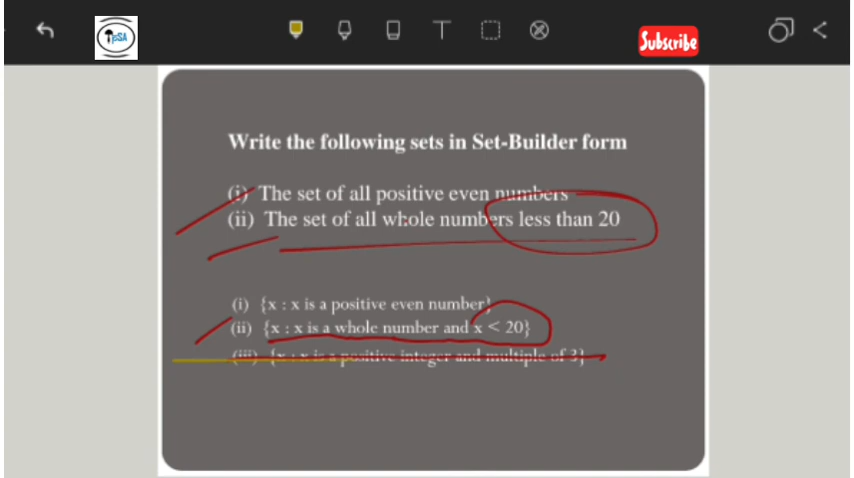 TPSA
T
Subscribe
Write the following sets in Set-Builder form
(i) The set of all positive even numbers
(ii) The set of all whole numbers less than 20
(i) {x : x is a positive even number}
(ii) {x : x is a whole number and x < 20}
(iii) {x : x is a positive integer and multiple of 3}